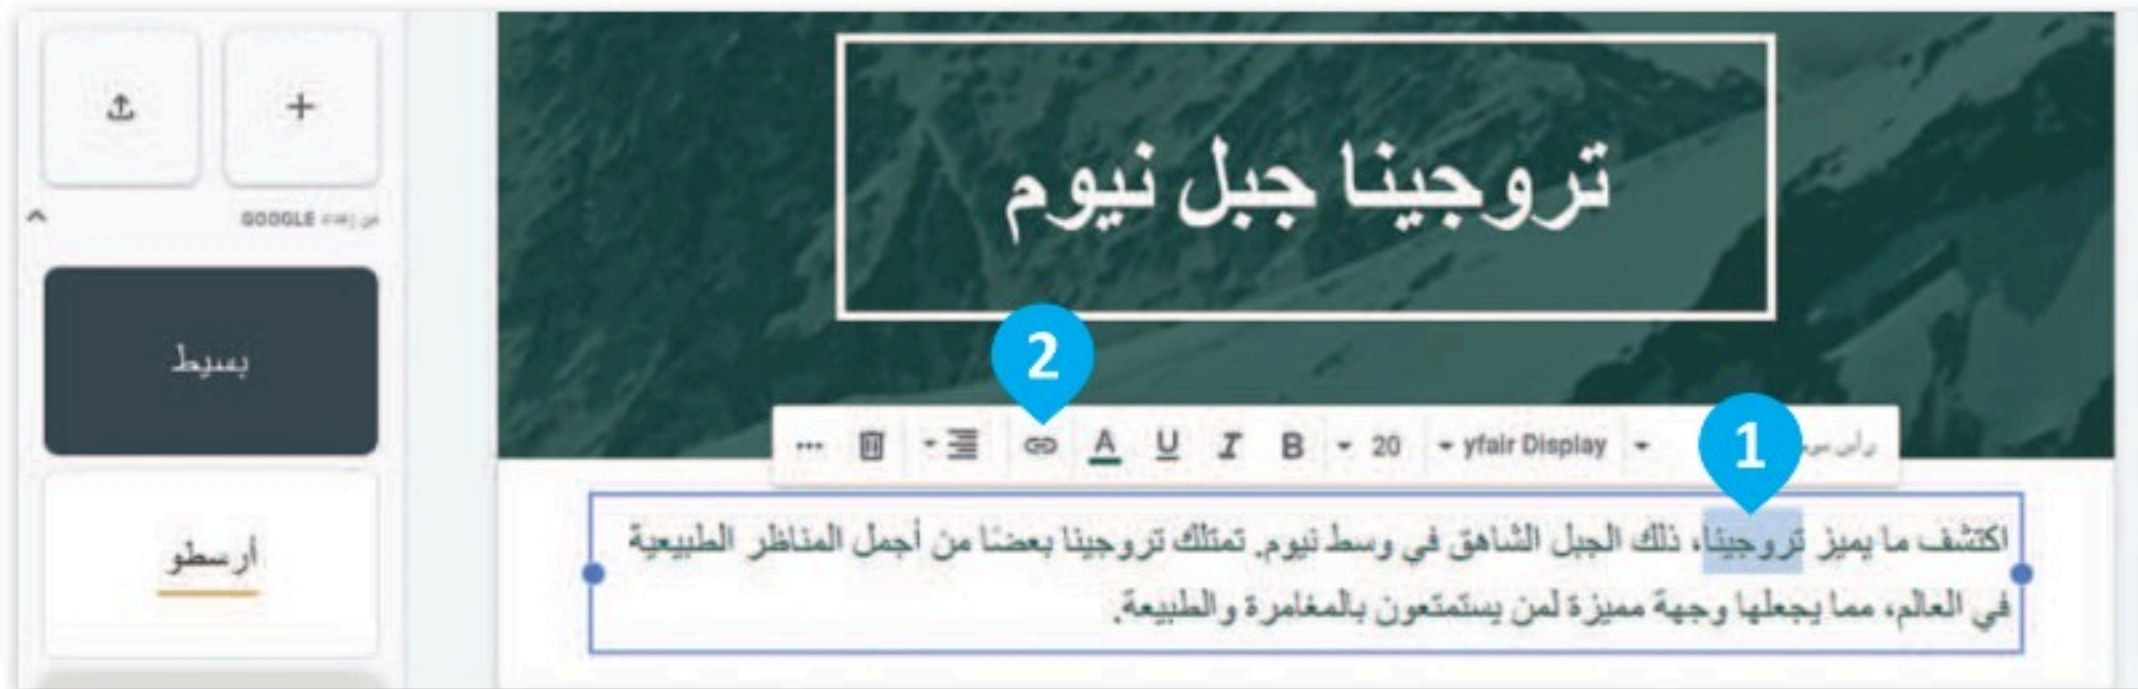 تروجينا جبل نيوم
2
1
yfair Display
20
B
I
U
A
اكتشف ما يميز تروجينا، ذلك الجبل الشاهق في وسط نيوم. تمتلك تروجينا بعضًا من أجمل المناظر الطبيعية
في العالم، مما يجعلها وجهة مميزة لمن يستمتعون بالمغامرة والطبيعة.
GOOGLE
بسيط
أرسطو